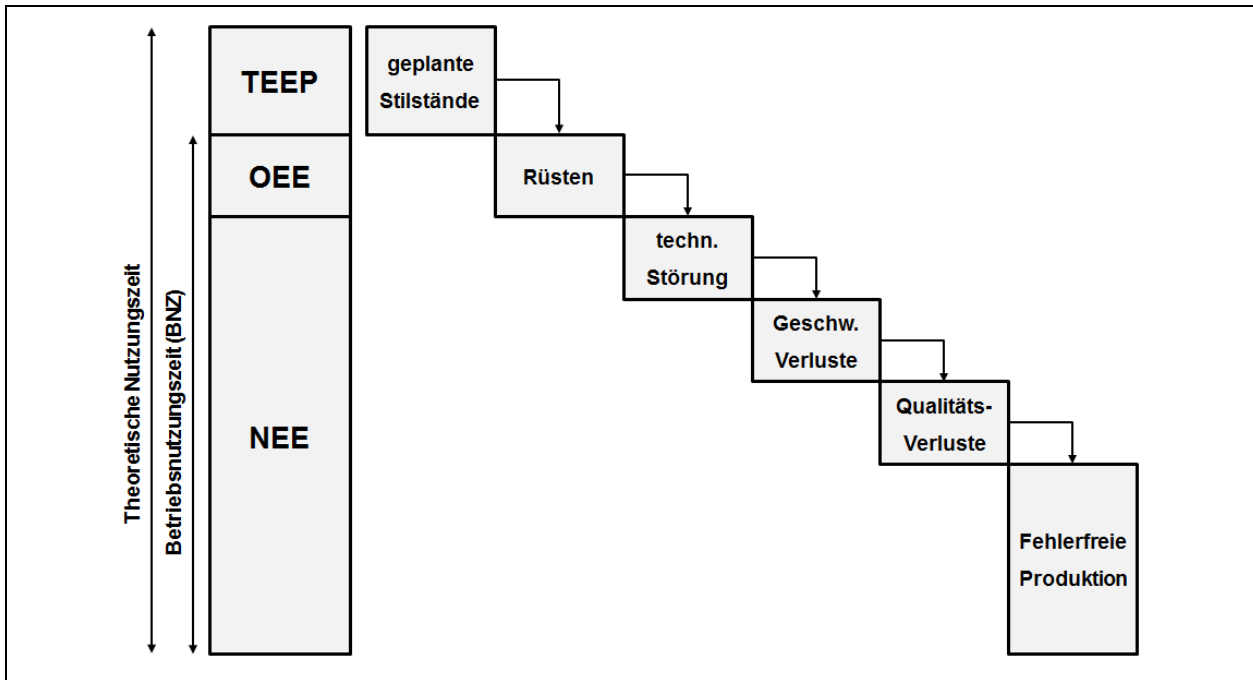 Theoretische Nutzungszeit
Betriebsnutzungszeit (BNZ)
TEEP
OEE
NEE
geplante
Stilstände
Rüsten
techn.
Störung
Geschw.
Verluste
Qualitäts-
Verluste
Fehlerfreie
Produktion